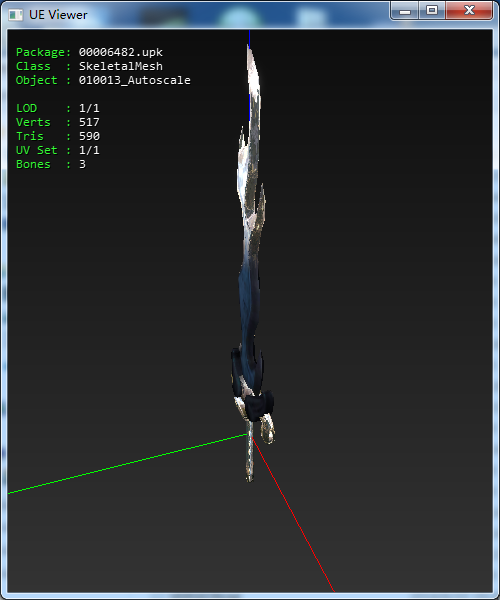 UE Viewer
Package: 00006482.upk
Class : SkeletalMesh
Object : 010013_Autoscale
LOD : 1/1
Verts : 517
Tris : 590
UV Set : 1/1
Bones : 3